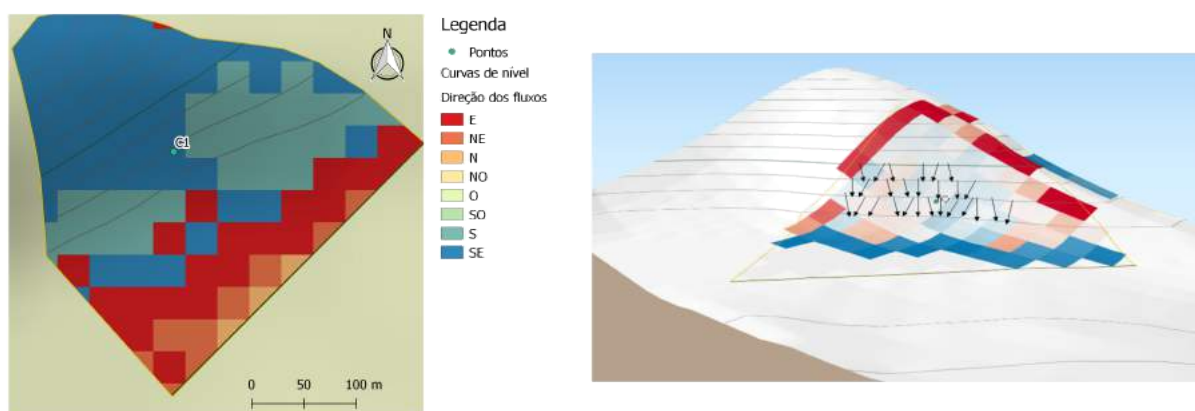 N
C1
0 50 100 m
Legenda
Pontos
Curvas de nível
Direção dos fluxos
E
NE
N
NO
O
SO
S
SE